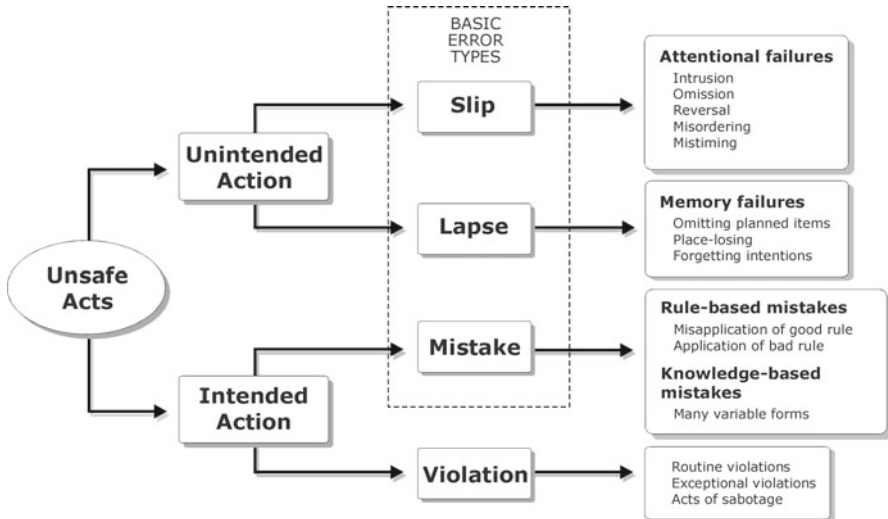 BASIC
ERROR
TYPES
Unsafe
Acts
Unintended
Action
Intended
Action
Slip
Lapse
Mistake
Violation
Attentional failures
Intrusion
Omission
Reversal
Misordering
Mistiming
Memory failures
Omitting planned items
Place-losing
Forgetting intentions
Rule-based mistakes
Misapplication of good rule
Application of bad rule
Knowledge-based
mistakes
Many variable forms
Routine violations
Exceptional violations
Acts of sabotage